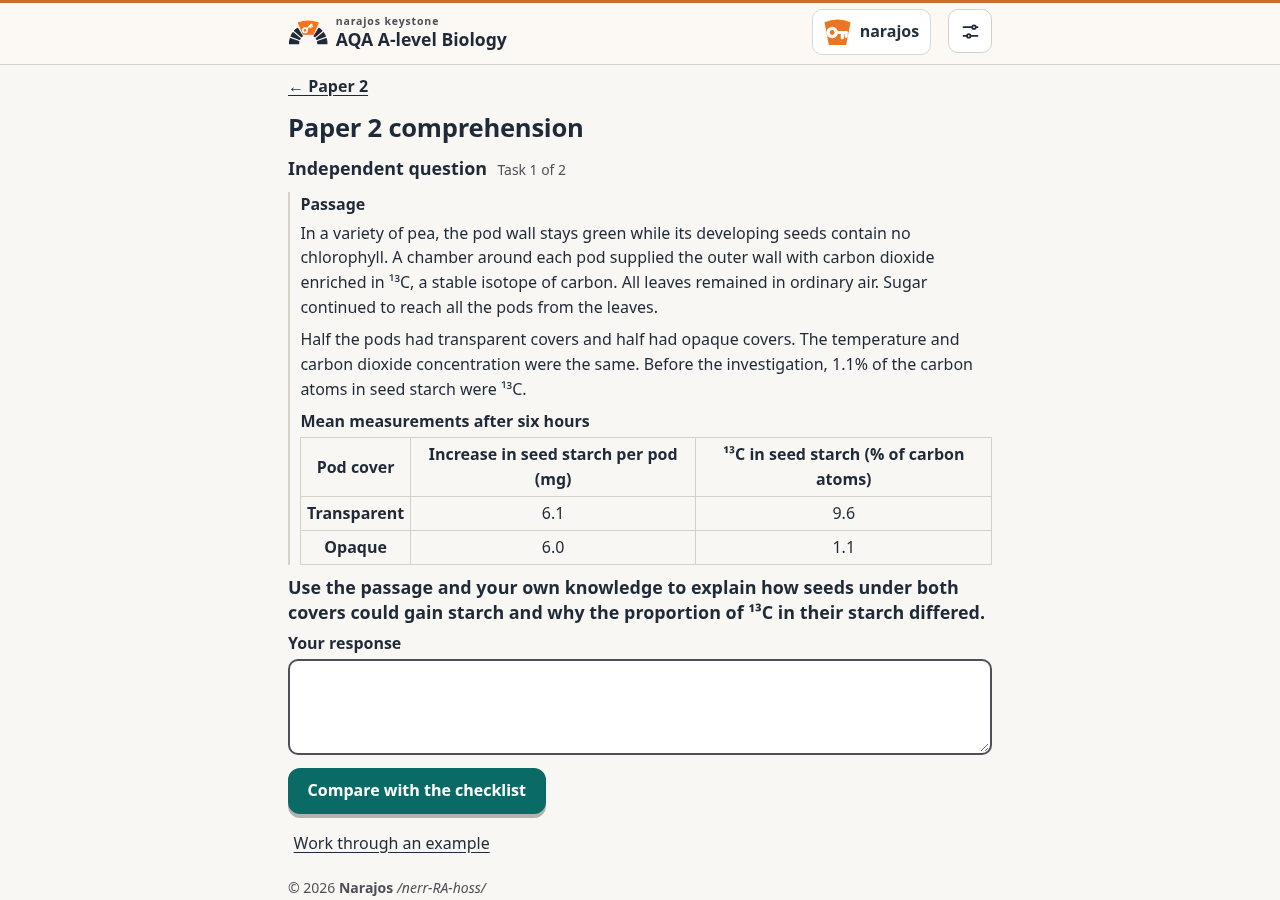 narajos keystone
AQA A-level Biology
narajos
← Paper 2
Paper 2 comprehension
Independent question Task 1 of 2
Passage
In a variety of pea, the pod wall stays green while its developing seeds contain no
chlorophyll. A chamber around each pod supplied the outer wall with carbon dioxide
enriched in ¹³C, a stable isotope of carbon. All leaves remained in ordinary air. Sugar
continued to reach all the pods from the leaves.
Half the pods had transparent covers and half had opaque covers. The temperature and
carbon dioxide concentration were the same. Before the investigation, 1.1% of the carbon
atoms in seed starch were ¹³C.
Mean measurements after six hours
Pod cover Increase in seed starch per pod (mg) ¹³C in seed starch (% of carbon atoms)
Transparent 6.1 9.6
Opaque 6.0 1.1
Use the passage and your own knowledge to explain how seeds under both
covers could gain starch and why the proportion of ¹³C in their starch differed.
Your response
Compare with the checklist
Work through an example
© 2026 Narajos /nerr-RA-hoss/